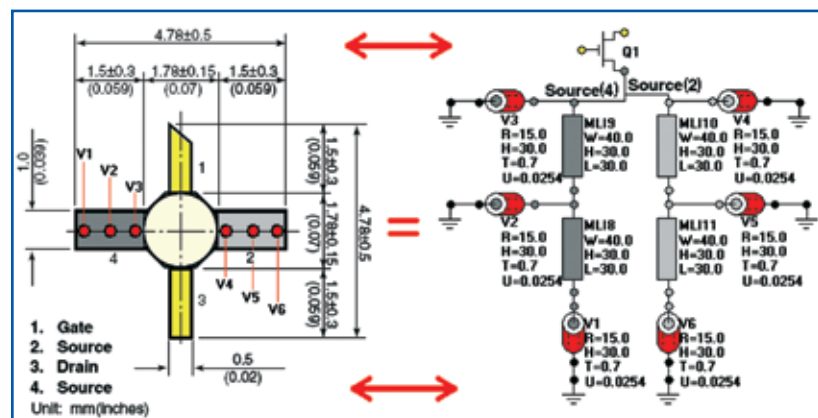 4.78±0.5
1.5±0.3
(0.059)
1.78±0.15
(0.07)
1.5±0.3
(0.059)
1.0
(0.039)
V1
V2
V3
1
4
2
3
V4
V5
V6
1.5±0.3
(0.059)
1.78±0.15
(0.07)
1.5±0.3
(0.059)
4.78±0.5
0.5
(0.02)
1. Gate
2. Source
3. Drain
4. Source
Unit: mm(inches)
=
Q1
Source(4)
Source(2)
V3
R=15.0
H=30.0
T=0.7
U=0.0254
MLI9
W=40.0
H=30.0
L=30.0
MLI10
W=40.0
H=30.0
L=30.0
V4
R=15.0
H=30.0
T=0.7
U=0.0254
V2
R=15.0
H=30.0
T=0.7
U=0.0254
MLI8
W=40.0
H=30.0
L=30.0
MLI11
W=40.0
H=30.0
L=30.0
V5
R=15.0
H=30.0
T=0.7
U=0.0254
V1
R=15.0
H=30.0
T=0.7
U=0.0254
V6
R=15.0
H=30.0
T=0.7
U=0.0254